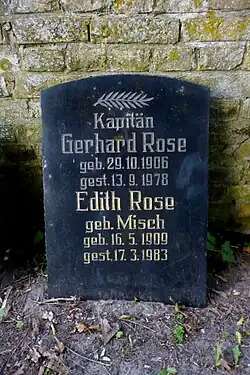 Kapitän
Gerhard Rose
geb. 29.10.1906
gest. 13.9.1978
Edith Rose
geb. Misch
geb. 16.5.1909
gest. 17.3.1983